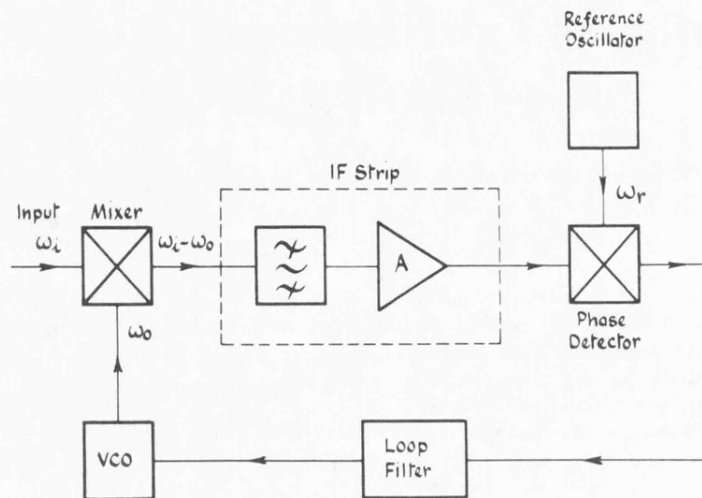 Reference
Oscillator
IF Strip
ωr
Input
Mixer
ωi
ωi-ωo
A
ωo
Phase
Detector
VCO
Loop
Filter